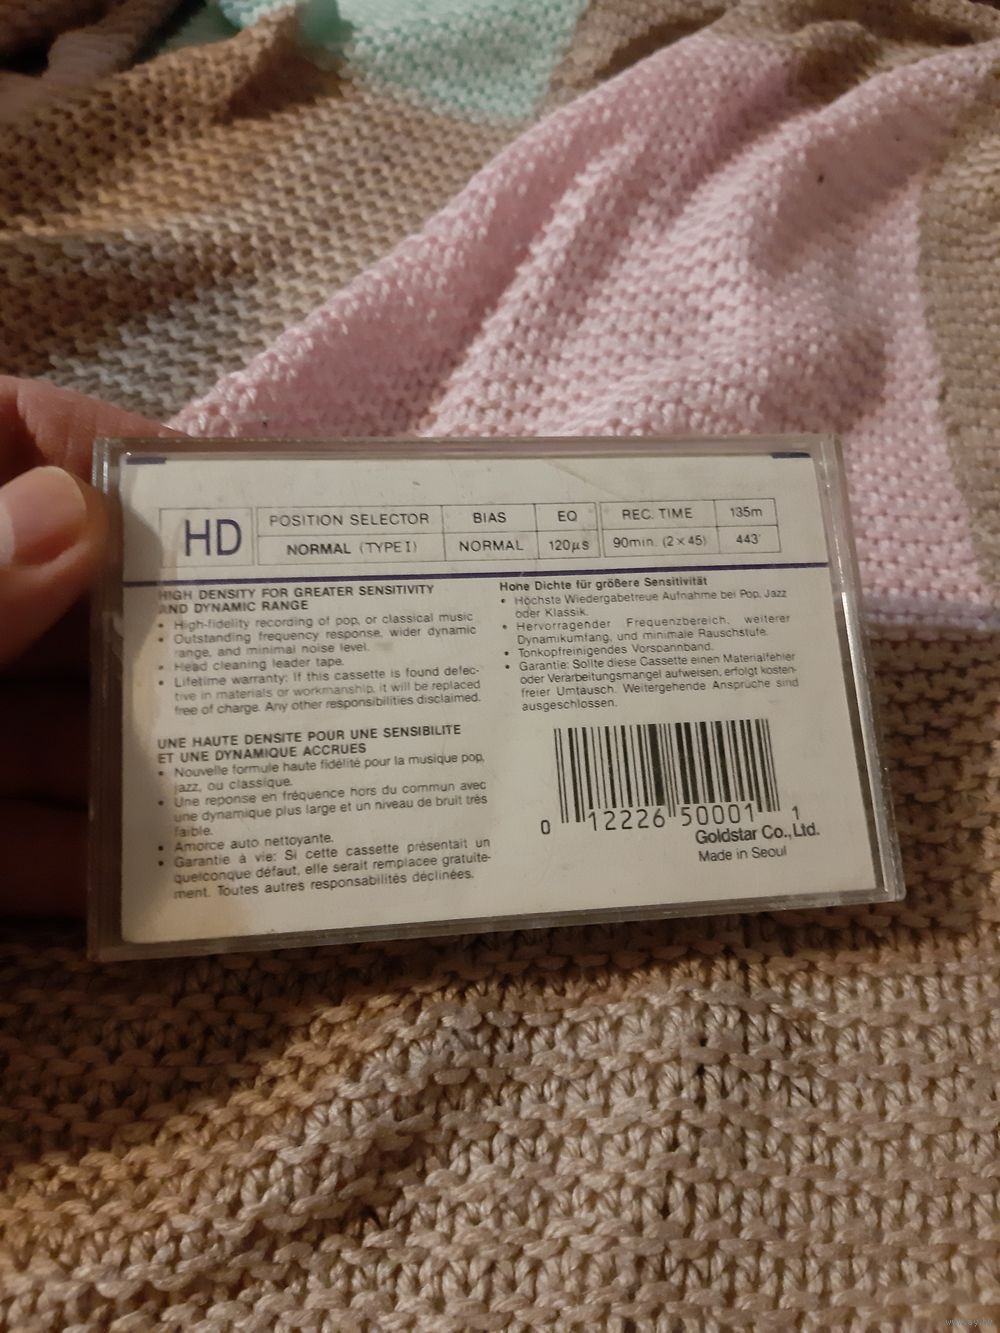 HD
POSITION SELECTOR BIAS EQ REC. TIME 135m
NORMAL (TYPE I) NORMAL 120µs 90min. (2×45) 443'
HIGH DENSITY FOR GREATER SENSITIVITY
AND DYNAMIC RANGE
• High-fidelity recording of pop, or classical music
• Outstanding frequency response, wider dynamic
range, and minimal noise level.
• Head cleaning leader tape.
• Lifetime warranty: If this cassette is found defec-
tive in materials or workmanship, it will be replaced
free of charge. Any other responsibilities disclaimed.
UNE HAUTE DENSITE POUR UNE SENSIBILITE
ET UNE DYNAMIQUE ACCRUES
• Nouvelle formule haute fidélité pour la musique pop,
jazz, ou classique.
• Une reponse en fréquence hors du commun avec
une dynamique plus large et un niveau de bruit très
faible.
• Amorce auto nettoyante.
• Garantie à vie: Si cette cassette présentait un
quelconque défaut, elle serait remplacee gratuite-
ment. Toutes autres responsabilités déclinées.
Hohe Dichte für größere Sensitivität
• Höchste Wiedergabetreue Aufnahme bei Pop, Jazz
oder Klassik.
• Hervorragender Frequenzbereich, weiterer
Dynamikumfang, und minimale Rauschstufe.
• Tonkopfreinigendes Vorspannband.
• Garantie: Sollte diese Cassette einen Materialfehler
oder Verarbeitungsmangel aufweisen, erfolgt kosten-
freier Umtausch. Weitergehende Ansprüche sind
ausgeschlossen.
0 12226 50001 1
Goldstar Co., Ltd.
Made in Seoul